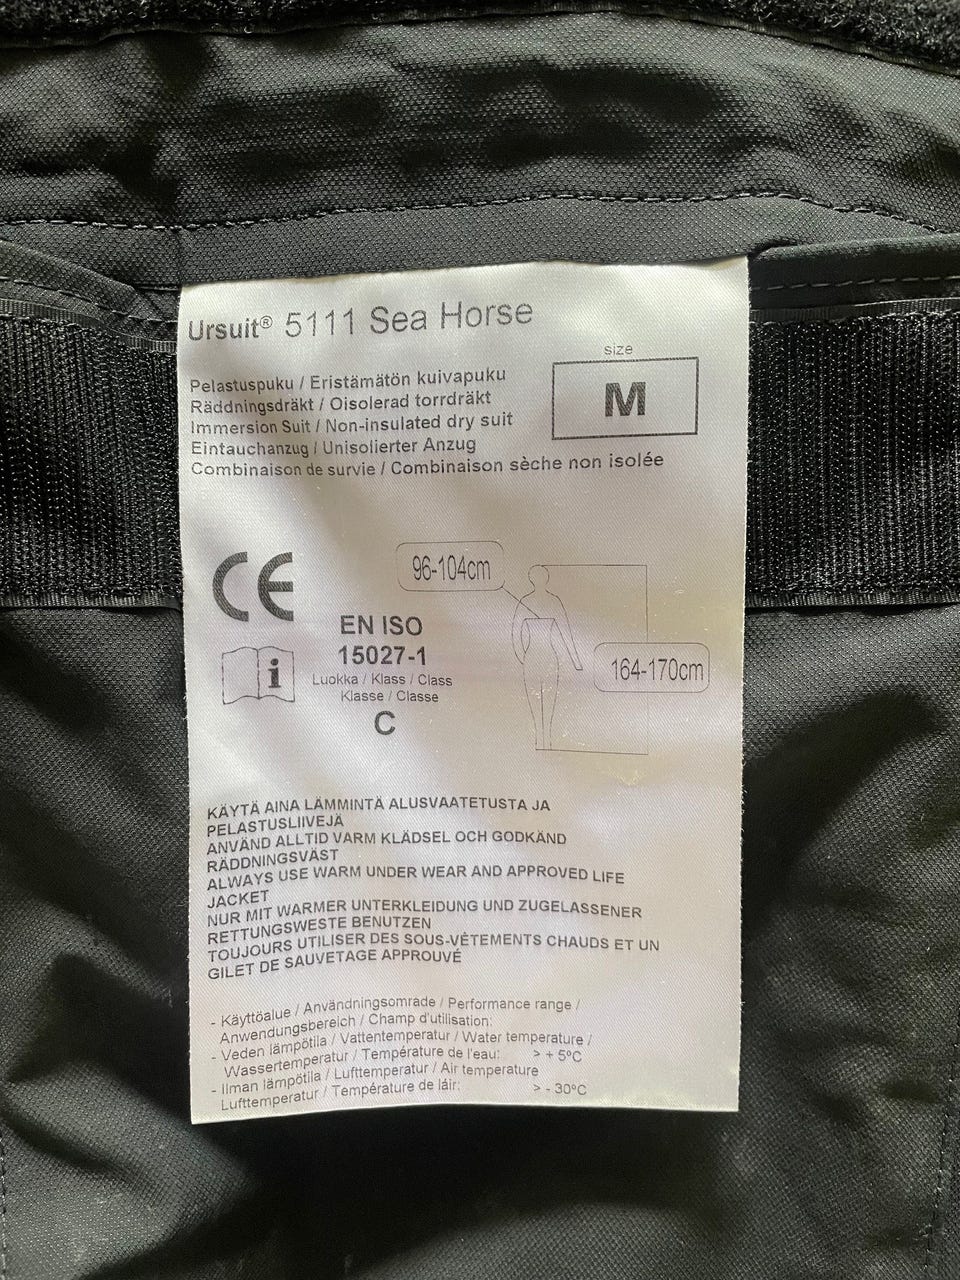 Ursuit® 5111 Sea Horse
size
M
Pelastuspuku / Eristämätön kuivapuku
Räddningsdräkt / Oisolerad torrdräkt
Immersion Suit / Non-insulated dry suit
Eintauchanzug / Unisolierter Anzug
Combinaison de survie / Combinaison sèche non isolée
CE
96-104cm
EN ISO
15027-1
i
Luokka / Klass / Class
Klasse / Classe
C
164-170cm
KÄYTÄ AINA LÄMMINTÄ ALUSVAATETUSTA JA
PELASTUSLIIVEJÄ
ANVÄND ALLTID VARM KLÄDSEL OCH GODKÄND
RÄDDNINGSVÄST
ALWAYS USE WARM UNDER WEAR AND APPROVED LIFE
JACKET
NUR MIT WARMER UNTERKLEIDUNG UND ZUGELASSENER
RETTUNGSWESTE BENUTZEN
TOUJOURS UTILISER DES SOUS-VÊTEMENTS CHAUDS ET UN
GILET DE SAUVETAGE APPROUVÉ
- Käyttöalue / Användningsomrade / Performance range /
Anwendungsbereich / Champ d'utilisation:
- Veden lämpötila / Vattentemperatur / Water temperature /
Wassertemperatur / Température de l'eau: > + 5ºC
- Ilman lämpötila / Lufttemperatur / Air temperature
Lufttemperatur / Température de láir: > - 30ºC